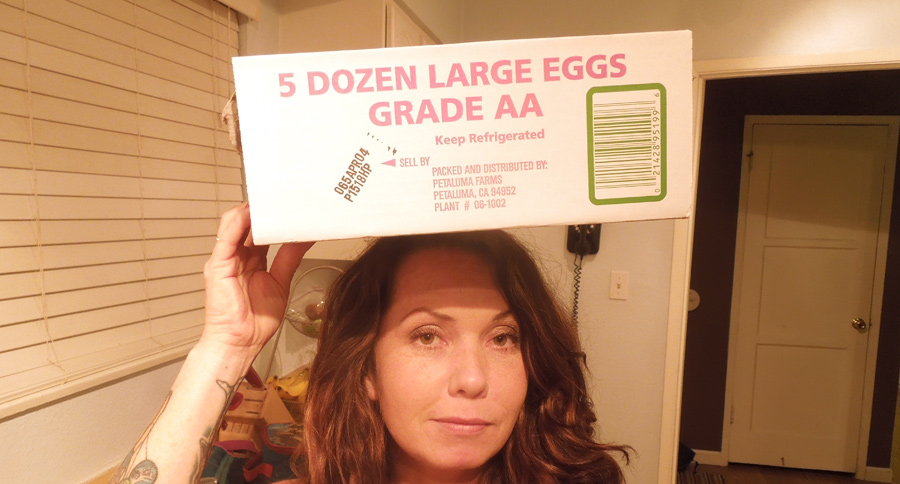 5 DOZEN LARGE EGGS
GRADE AA
Keep Refrigerated
SELL BY
065APR04
P1518HP
PACKED AND DISTRIBUTED BY:
PETALUMA FARMS
PETALUMA, CA 94952
PLANT # 06-1002
0 21428 95199 6